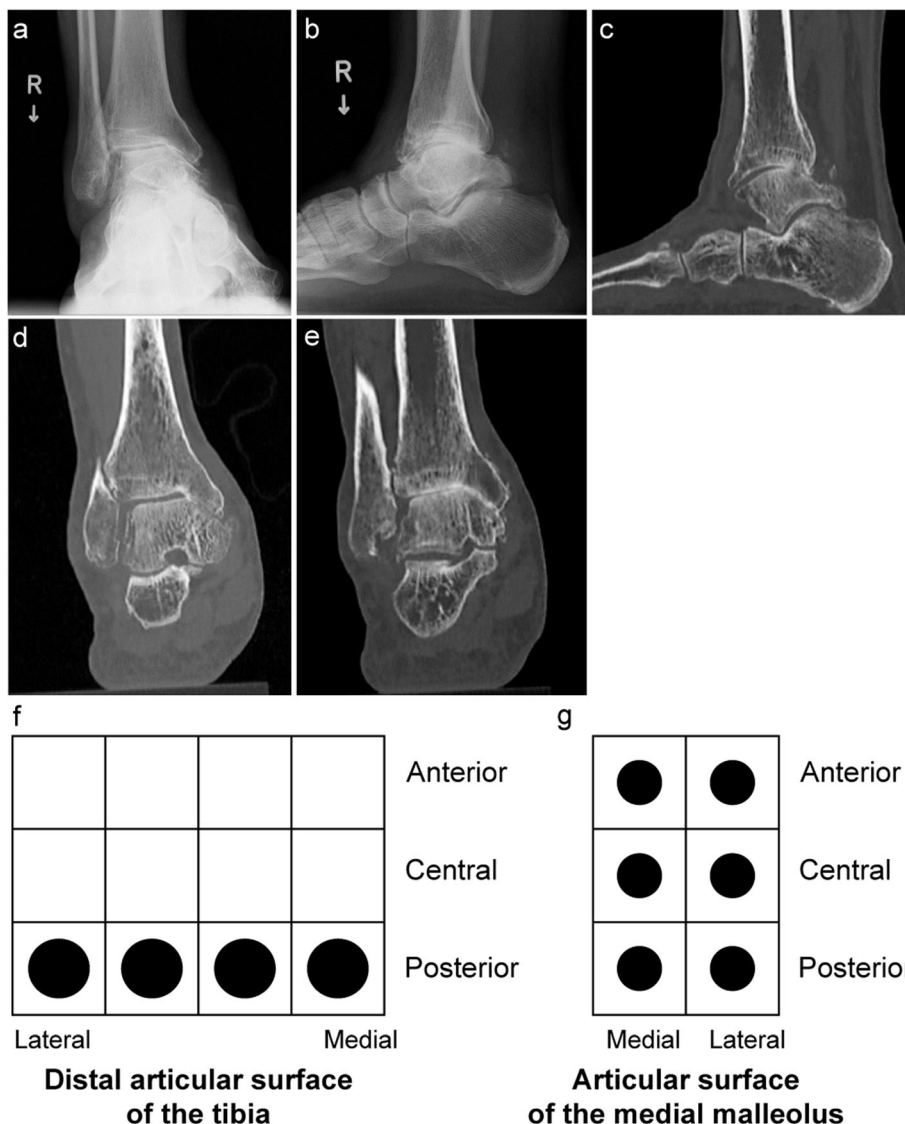 a
R
b
R
c
d
e
f
Anterior
Central
Posterior
Lateral
Medial
Distal articular surface
of the tibia
g
Anterior
Central
Posterior
Medial
Lateral
Articular surface
of the medial malleolus